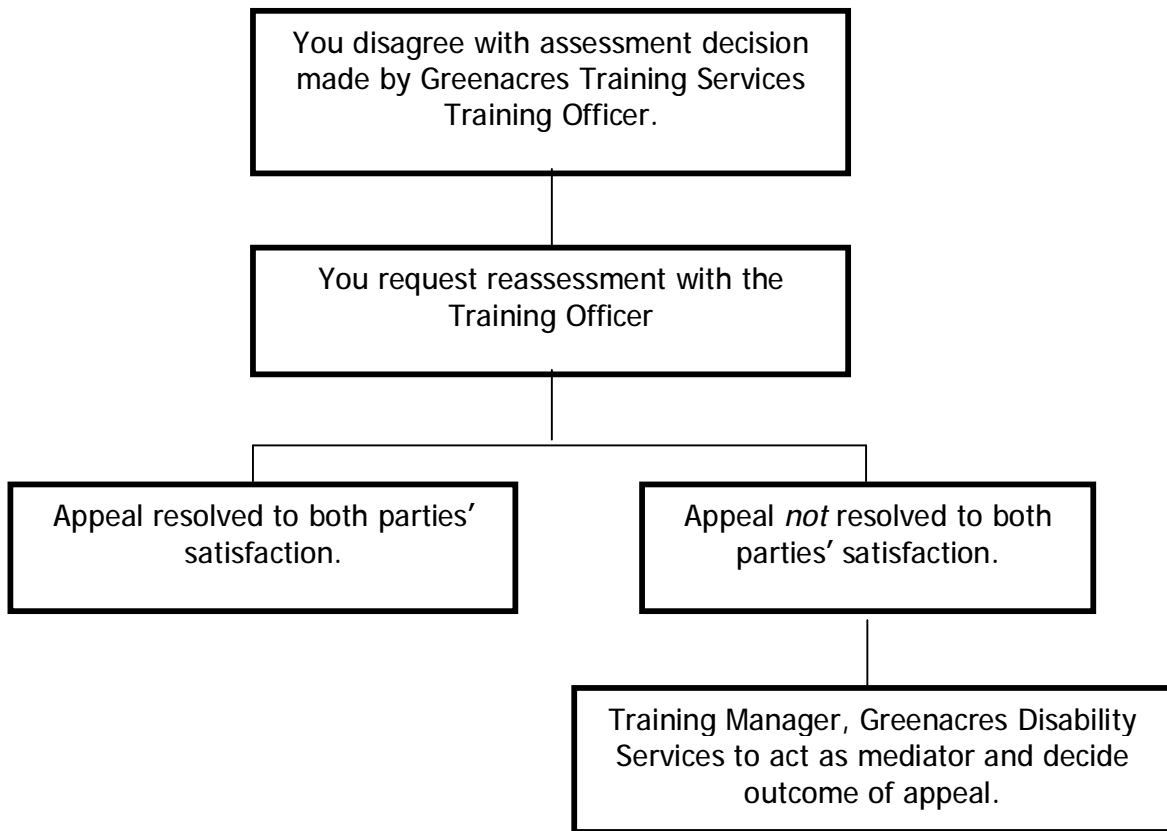 You disagree with assessment decision
made by Greenacres Training Services
Training Officer.
You request reassessment with the
Training Officer
Appeal resolved to both parties’
satisfaction.
Appeal not resolved to both
parties’ satisfaction.
Training Manager, Greenacres Disability
Services to act as mediator and decide
outcome of appeal.